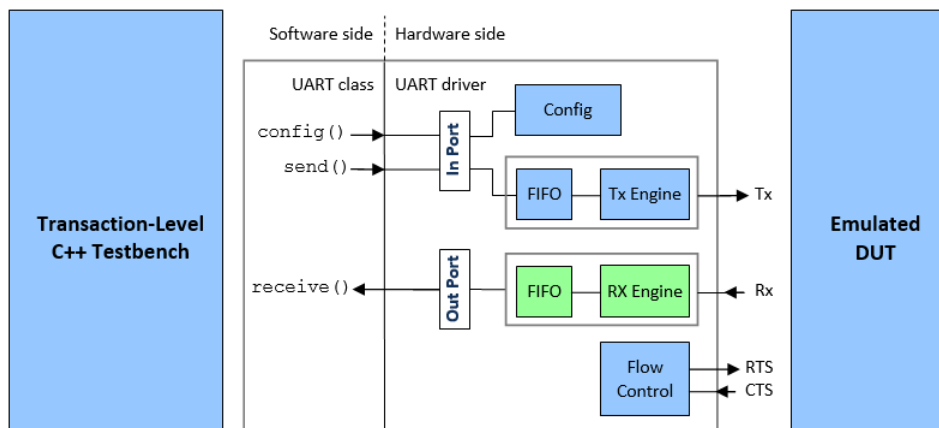 Software side
Hardware side
UART class
UART driver
config()
send()
In Port
Config
FIFO
Tx Engine
Tx
Transaction-Level
C++ Testbench
Emulated
DUT
receive()
Out Port
FIFO
RX Engine
Rx
Flow
Control
RTS
CTS